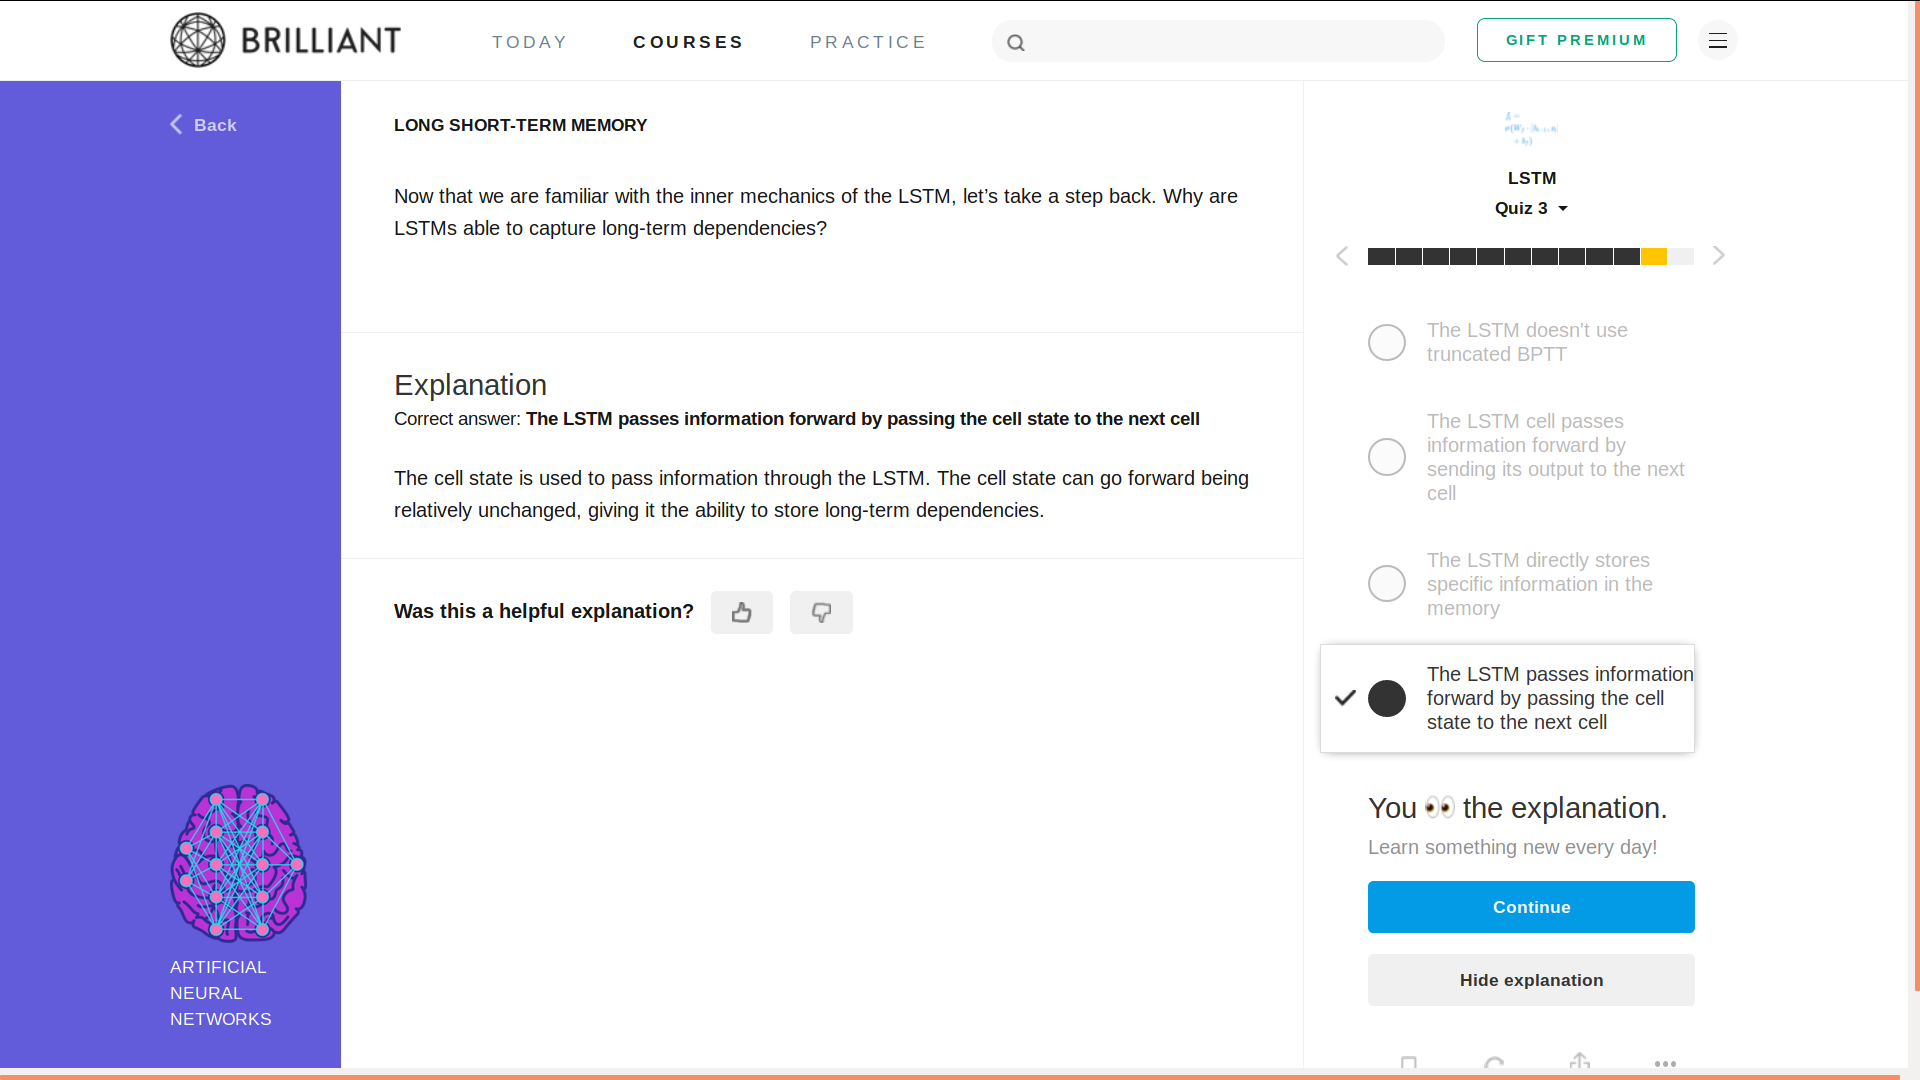 BRILLIANT
TODAY
COURSES
PRACTICE
GIFT PREMIUM
Back
LONG SHORT-TERM MEMORY
Now that we are familiar with the inner mechanics of the LSTM, let’s take a step back. Why are
LSTMs able to capture long-term dependencies?
Explanation
Correct answer: The LSTM passes information forward by passing the cell state to the next cell
The cell state is used to pass information through the LSTM. The cell state can go forward being
relatively unchanged, giving it the ability to store long-term dependencies.
Was this a helpful explanation?
ARTIFICIAL
NEURAL
NETWORKS
LSTM
Quiz 3
The LSTM doesn't use
truncated BPTT
The LSTM cell passes
information forward by
sending its output to the next
cell
The LSTM directly stores
specific information in the
memory
The LSTM passes information
forward by passing the cell
state to the next cell
You 👀 the explanation.
Learn something new every day!
Continue
Hide explanation